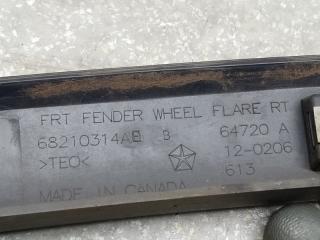 FRT FENDER WHEEL FLARE RT
68210314AB B 64720 A
>TEO< 12-0206
613
MADE IN CANADA